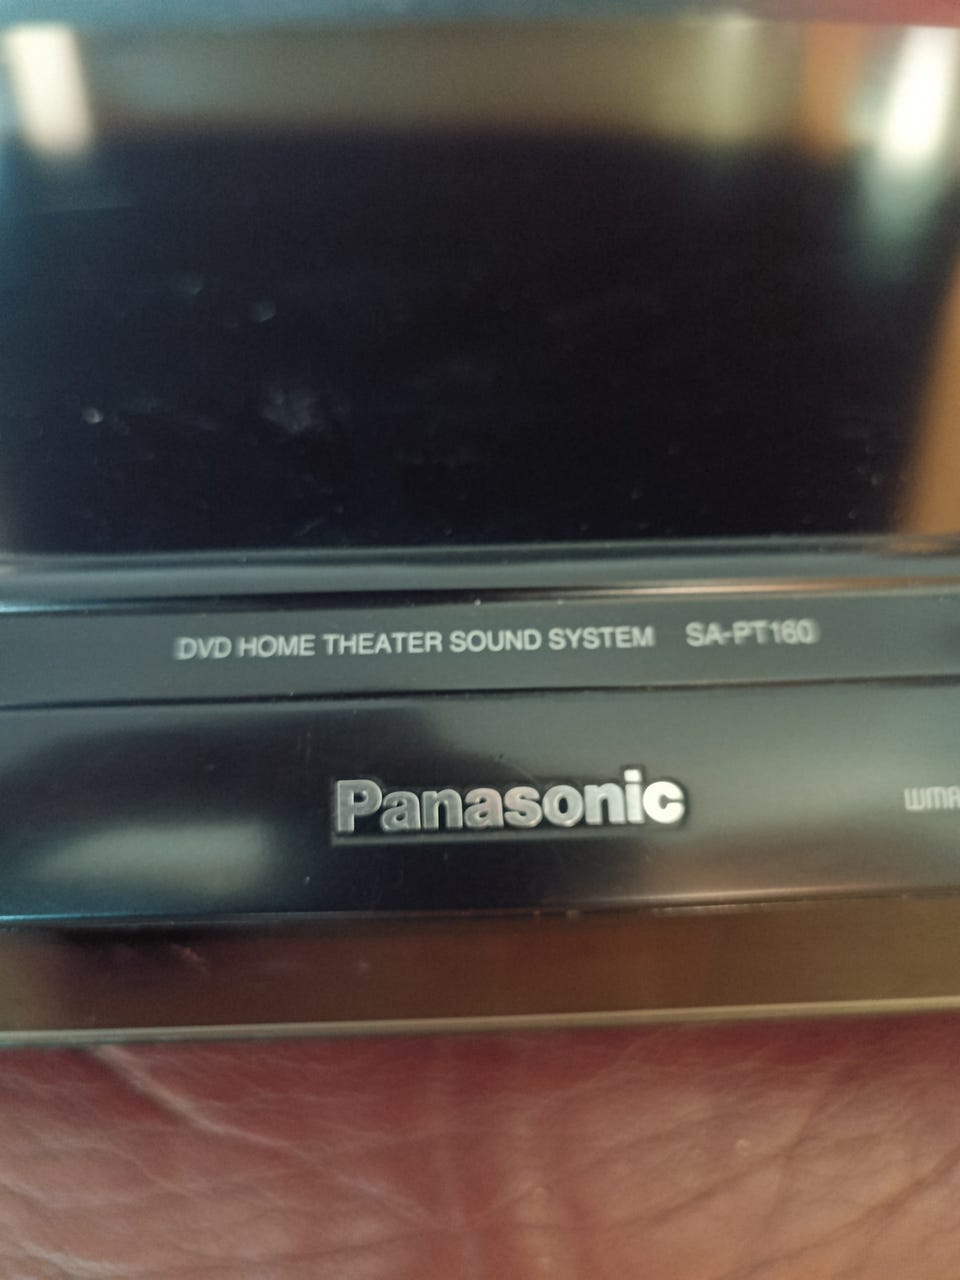 DVD HOME THEATER SOUND SYSTEM SA-PT160
Panasonic